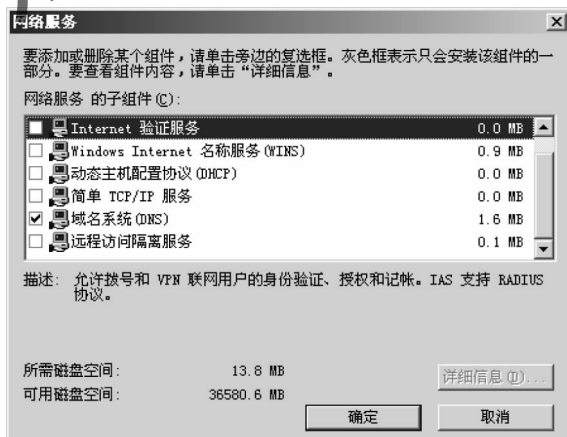 网络服务
要添加或删除某个组件，请单击旁边的复选框。灰色框表示只会安装该组件的一
部分。要查看组件内容，请单击“详细信息”。
网络服务 的子组件(C):
Internet 验证服务 0.0 MB
Windows Internet 名称服务(WINS) 0.9 MB
动态主机配置协议(DHCP) 0.0 MB
简单 TCP/IP 服务 0.0 MB
域名系统(DNS) 1.6 MB
远程访问隔离服务 0.1 MB
描述: 允许拨号和 VPN 联网用户的身份验证、授权和记帐。IAS 支持 RADIUS
协议。
所需磁盘空间: 13.8 MB
详细信息(D)...
可用磁盘空间: 36580.6 MB
确定 取消